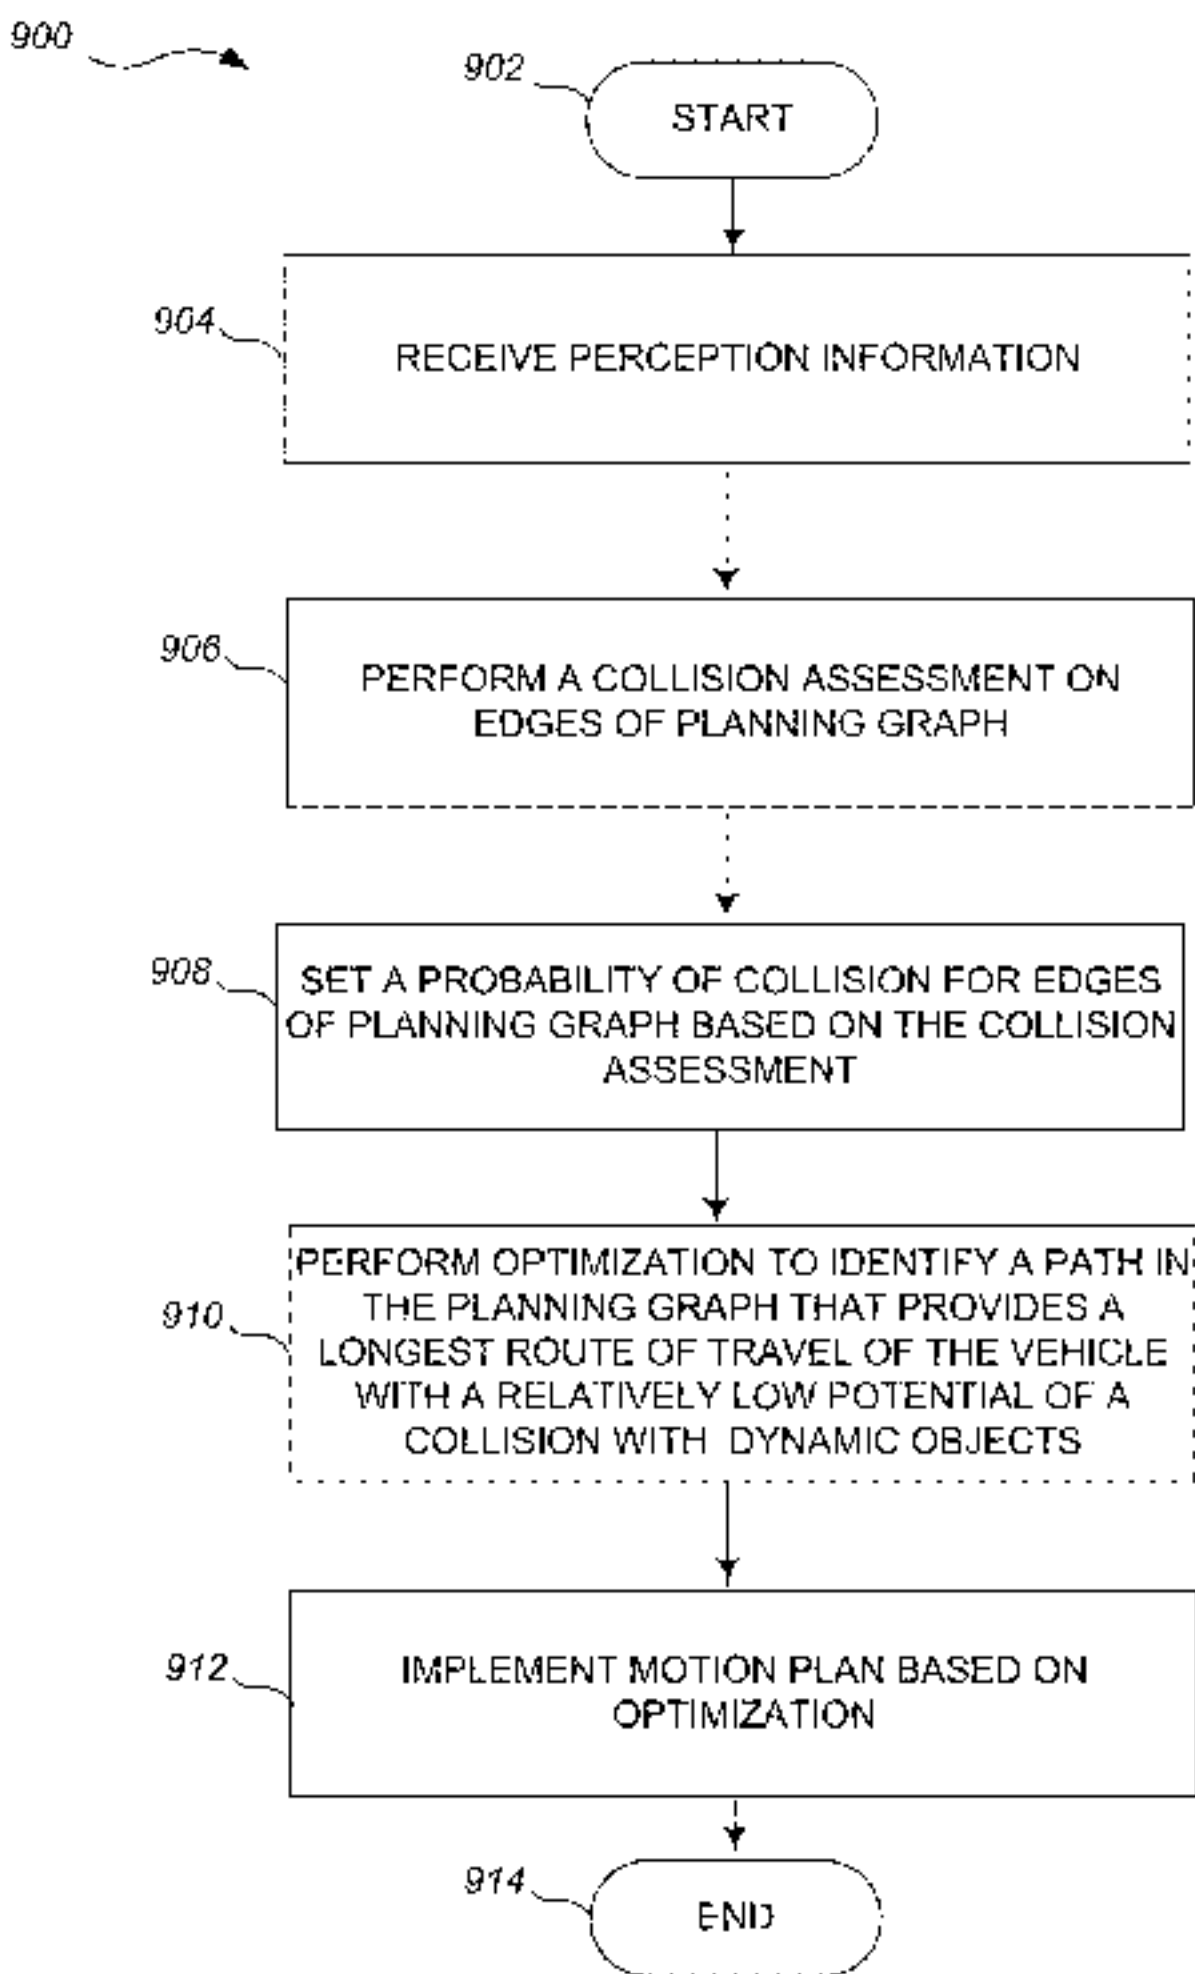 900
902
START
904
RECEIVE PERCEPTION INFORMATION
906
PERFORM A COLLISION ASSESSMENT ON
EDGES OF PLANNING GRAPH
908
SET A PROBABILITY OF COLLISION FOR EDGES
OF PLANNING GRAPH BASED ON THE COLLISION
ASSESSMENT
910
PERFORM OPTIMIZATION TO IDENTIFY A PATH IN
THE PLANNING GRAPH THAT PROVIDES A
LONGEST ROUTE OF TRAVEL OF THE VEHICLE
WITH A RELATIVELY LOW POTENTIAL OF A
COLLISION WITH DYNAMIC OBJECTS
912
IMPLEMENT MOTION PLAN BASED ON
OPTIMIZATION
914
END